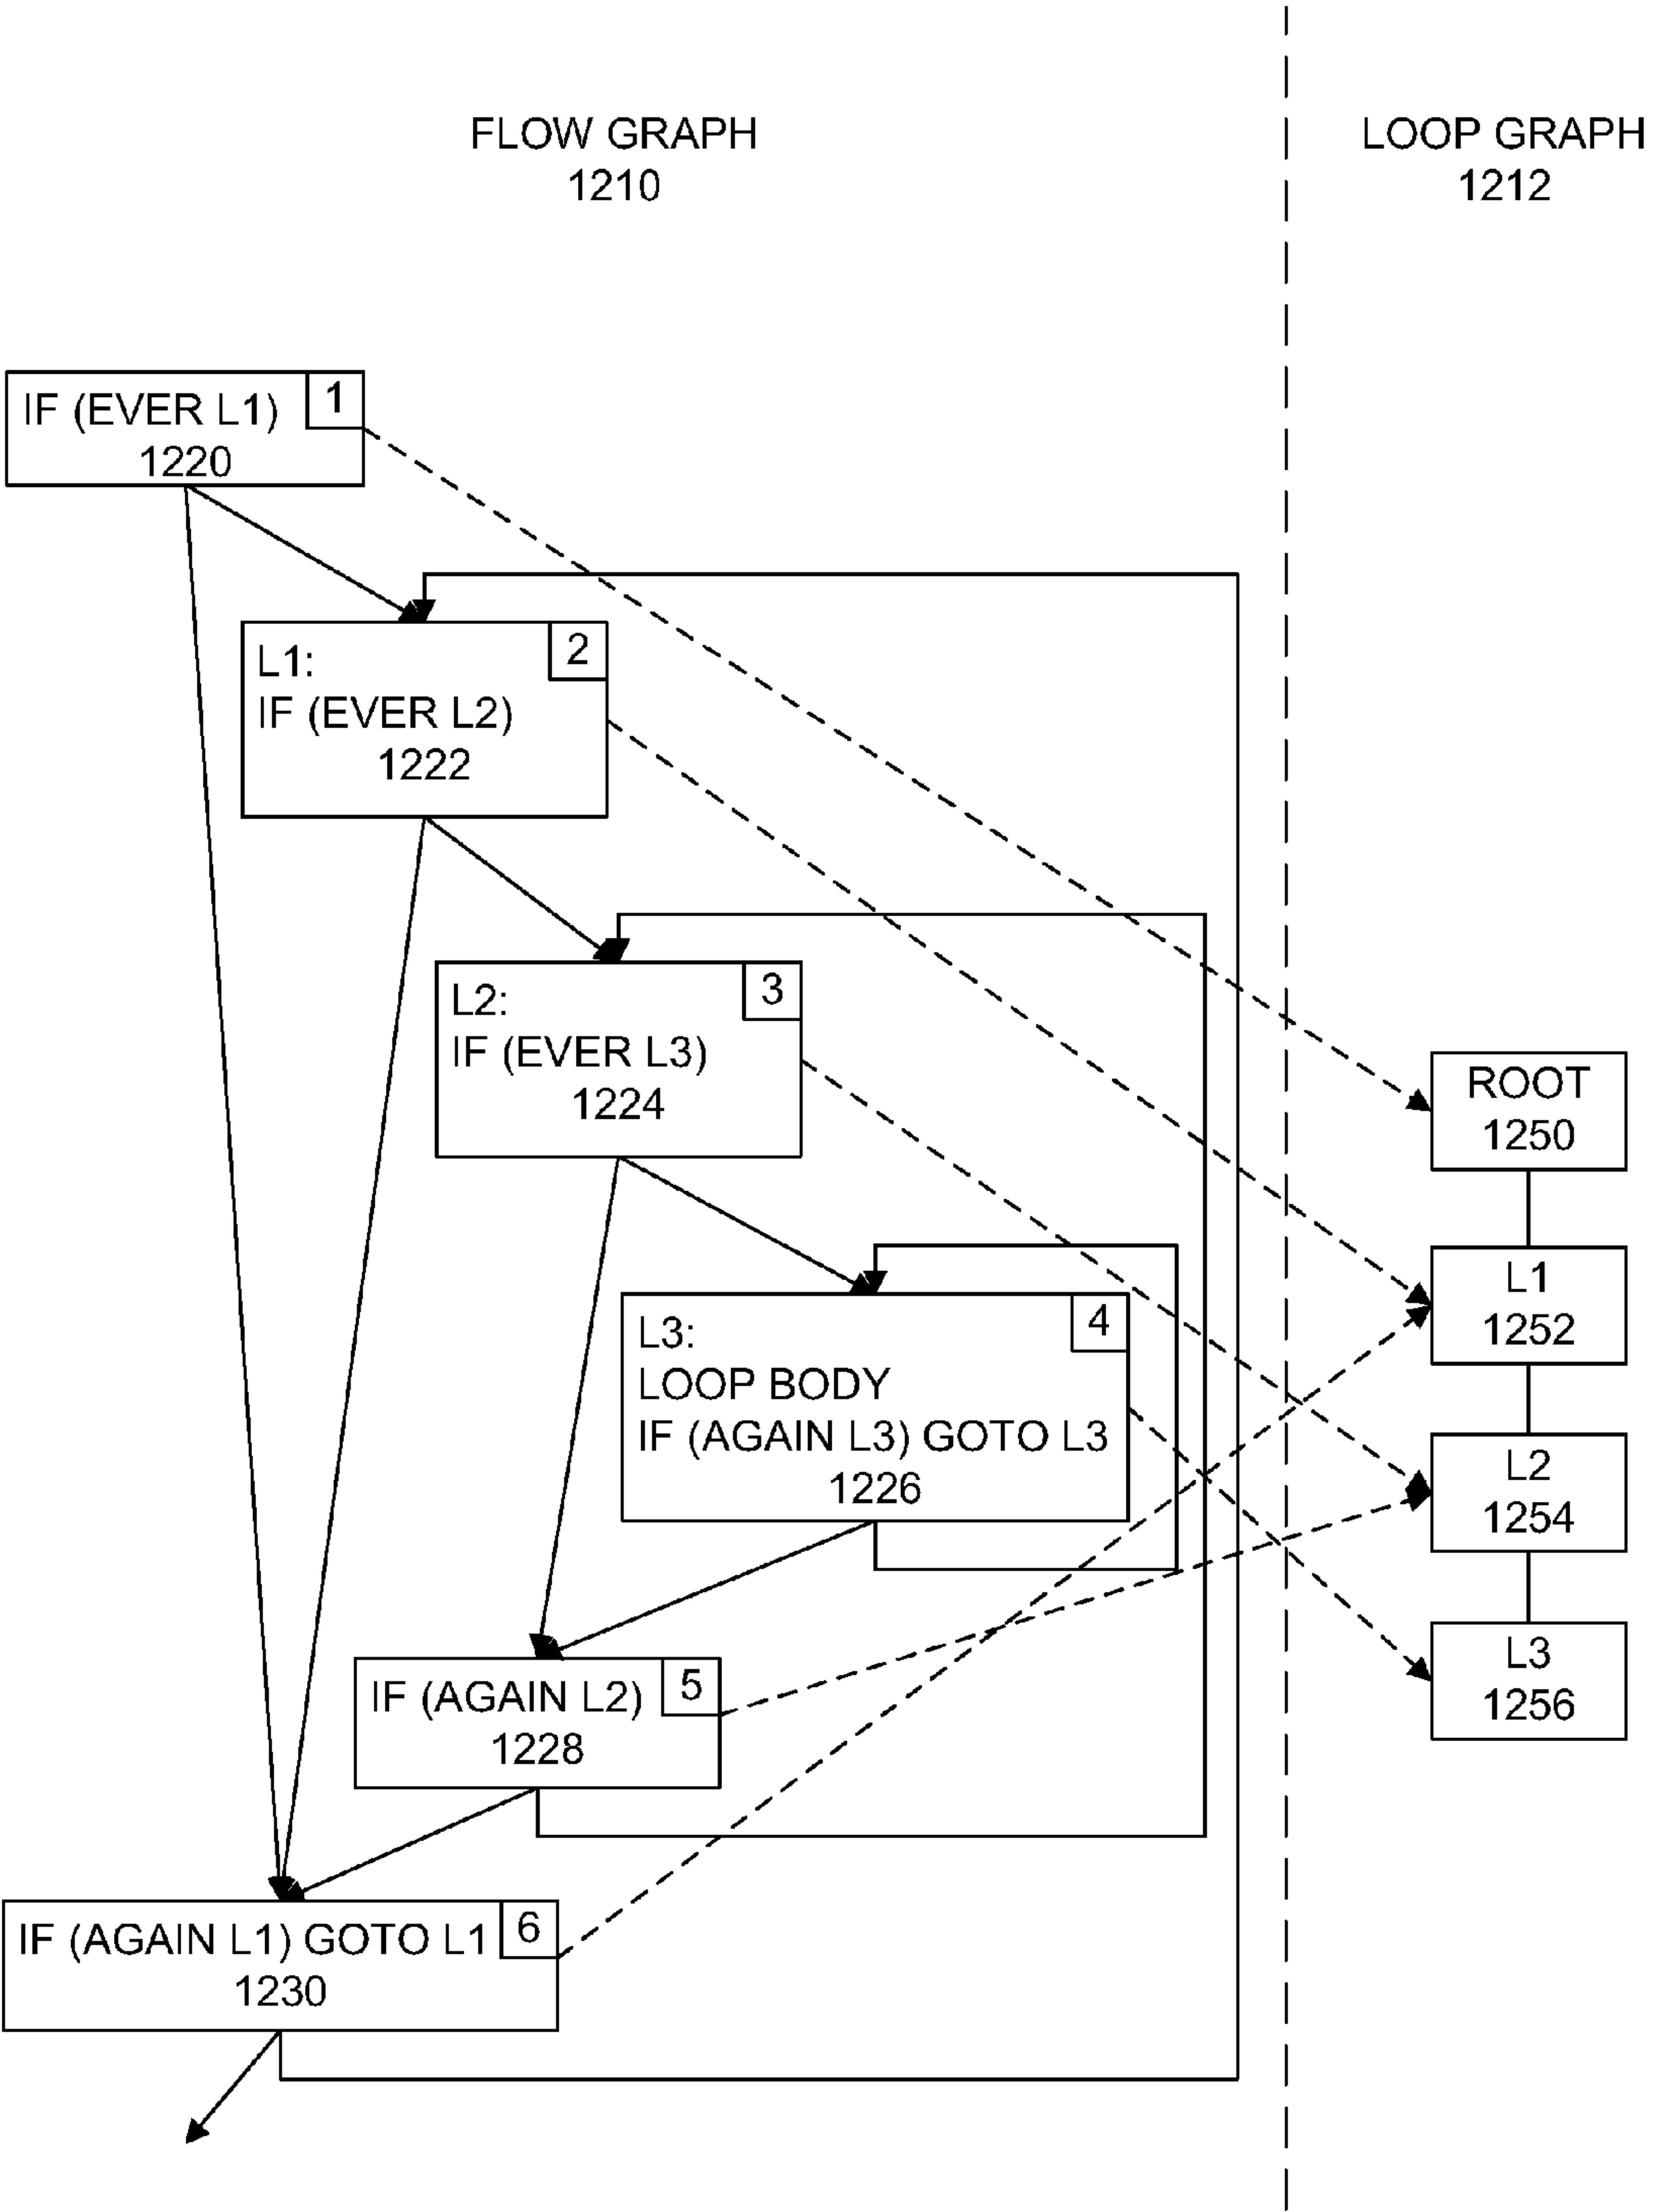 FLOW GRAPH
1210
LOOP GRAPH
1212
IF (EVER L1)
1
1220
L1:
2
IF (EVER L2)
1222
L2:
3
IF (EVER L3)
1224
ROOT
1250
L1
1252
L3:
4
LOOP BODY
IF (AGAIN L3) GOTO L3
1226
L2
1254
L3
1256
IF (AGAIN L2)
5
1228
IF (AGAIN L1) GOTO L1
6
1230